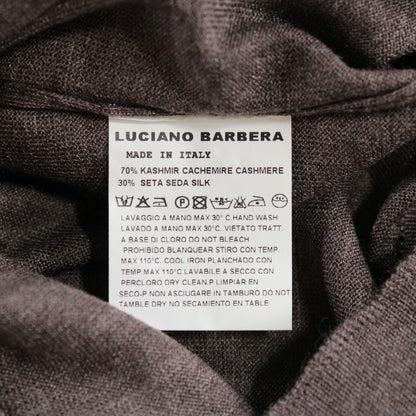 LUCIANO BARBERA
MADE IN ITALY
70% KASHMIR CACHEMIRE CASHMERE
30% SETA SEDA SILK
LAVAGGIO A MANO MAX 30° C.HAND WASH
LAVADO A MANO MAX 30°C. VIETATO TRATT.
A BASE DI CLORO DO NOT BLEACH
PROHIBIDO BLANQUEAR STIRO CON TEMP.
MAX 110°C. COOL IRON PLANCHADO CON
TEMP.MAX 110°C LAVABILE A SECCO CON
PERCLORO DRY CLEAN.P LIMPIAR EN
SECO-P NON ASCIUGARE IN TAMBURO DO NOT
TAMBLE DRY NO SECAMIENTO EN TABLE